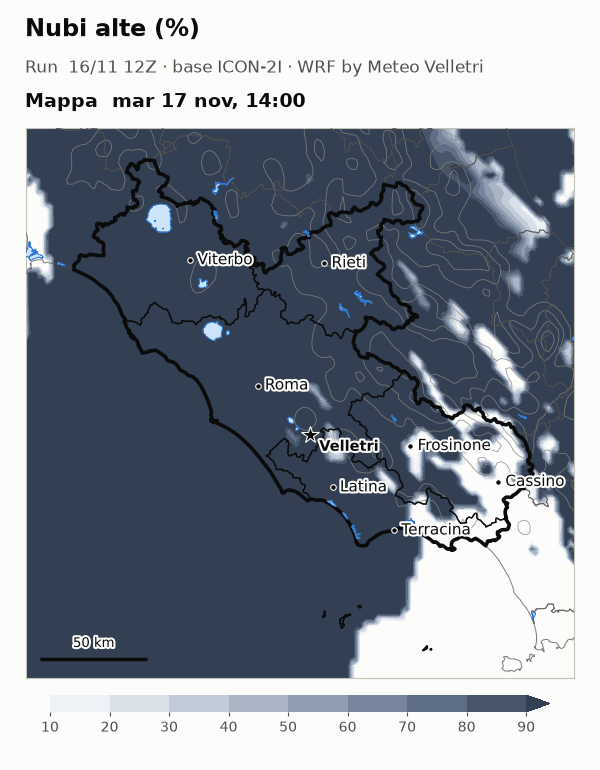 Nubi alte (%)
Run 16/11 12Z · base ICON-2I · WRF by Meteo Velletri
Mappa mar 17 nov, 14:00
Viterbo
Rieti
Roma
Velletri
Frosinone
Cassino
Latina
Terracina
50 km
10 20 30 40 50 60 70 80 90